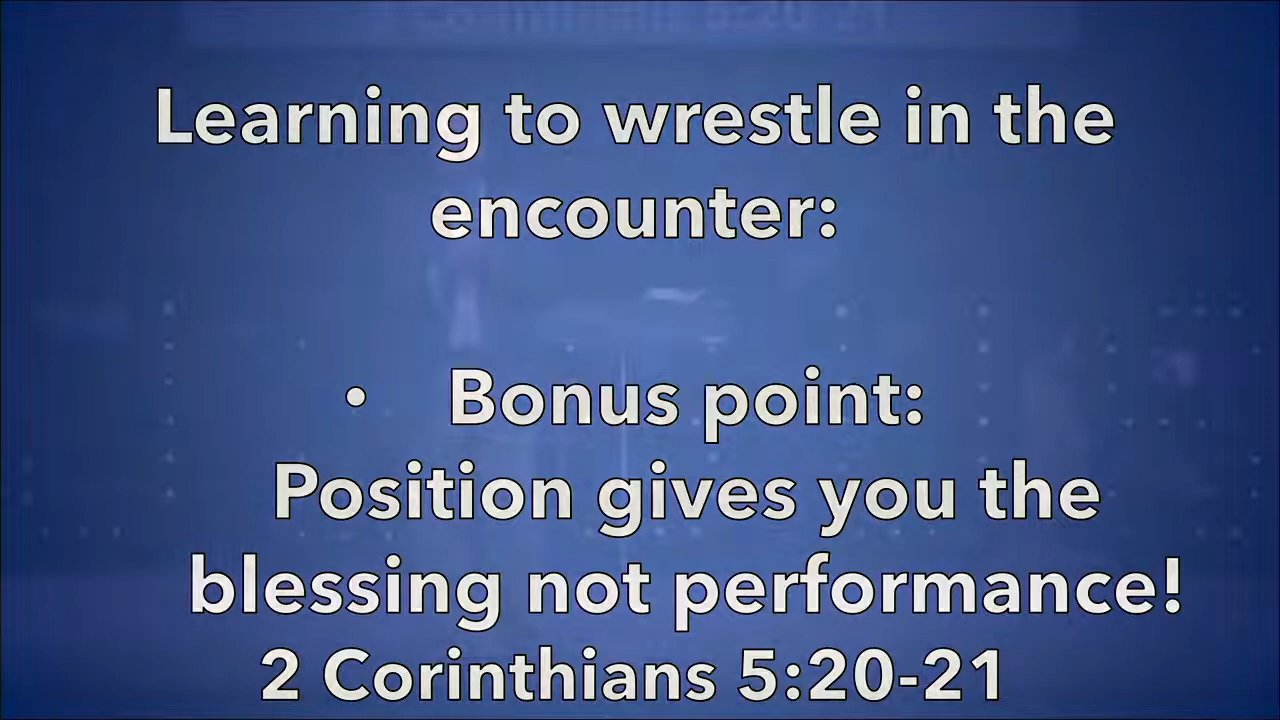 Learning to wrestle in the
encounter:
• Bonus point:
Position gives you the
blessing not performance!
2 Corinthians 5:20-21